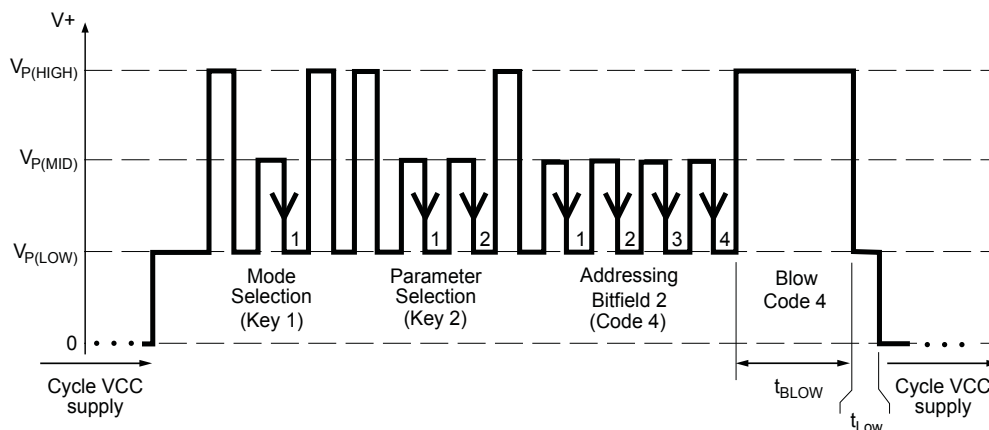 V+
VP(HIGH)
VP(MID)
VP(LOW)
0
1
1
2
1
2
3
4
Mode
Selection
(Key 1)
Parameter
Selection
(Key 2)
Addressing
Bitfield 2
(Code 4)
Blow
Code 4
Cycle VCC
supply
tBLOW
tLow
Cycle VCC
supply